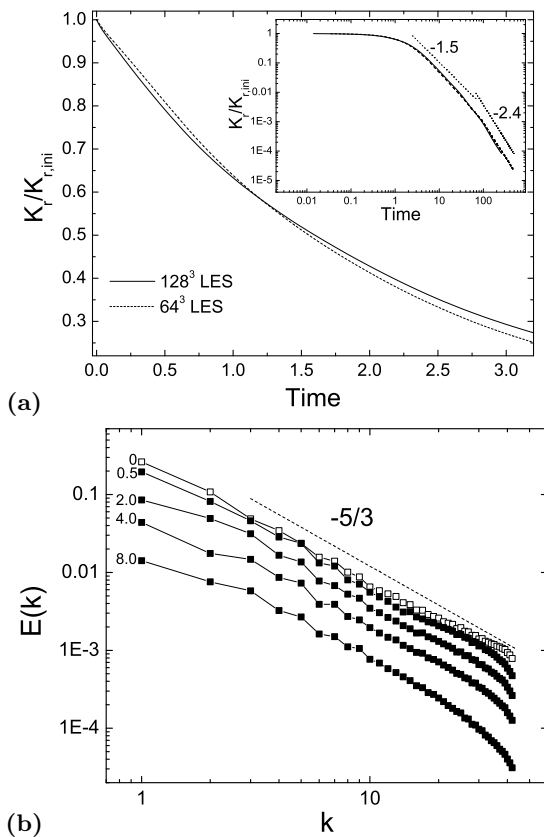 1.0
0.9
0.8
0.7
0.6
0.5
0.4
0.3
K_r/K_{r,ini}
0.0 0.5 1.0 1.5 2.0 2.5 3.0
Time
128³ LES
64³ LES
1
0.1
0.01
1E-3
1E-4
1E-5
K_r/K_{r,ini}
0.01 0.1 1 10 100
Time
-1.5
-2.4
(a)
0
0.5
2.0
4.0
8.0
-5/3
0.1
0.01
1E-3
1E-4
E(k)
1 10
k
(b)